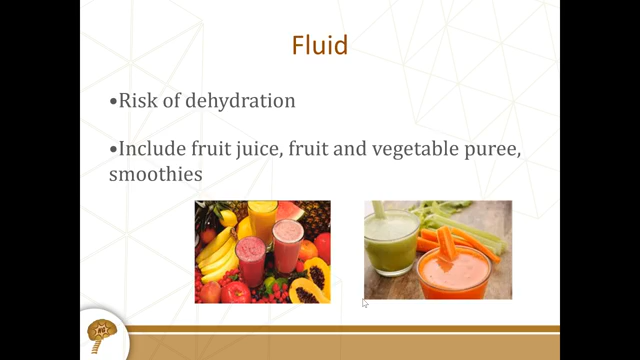 Fluid
•Risk of dehydration
•Include fruit juice, fruit and vegetable puree,
smoothies